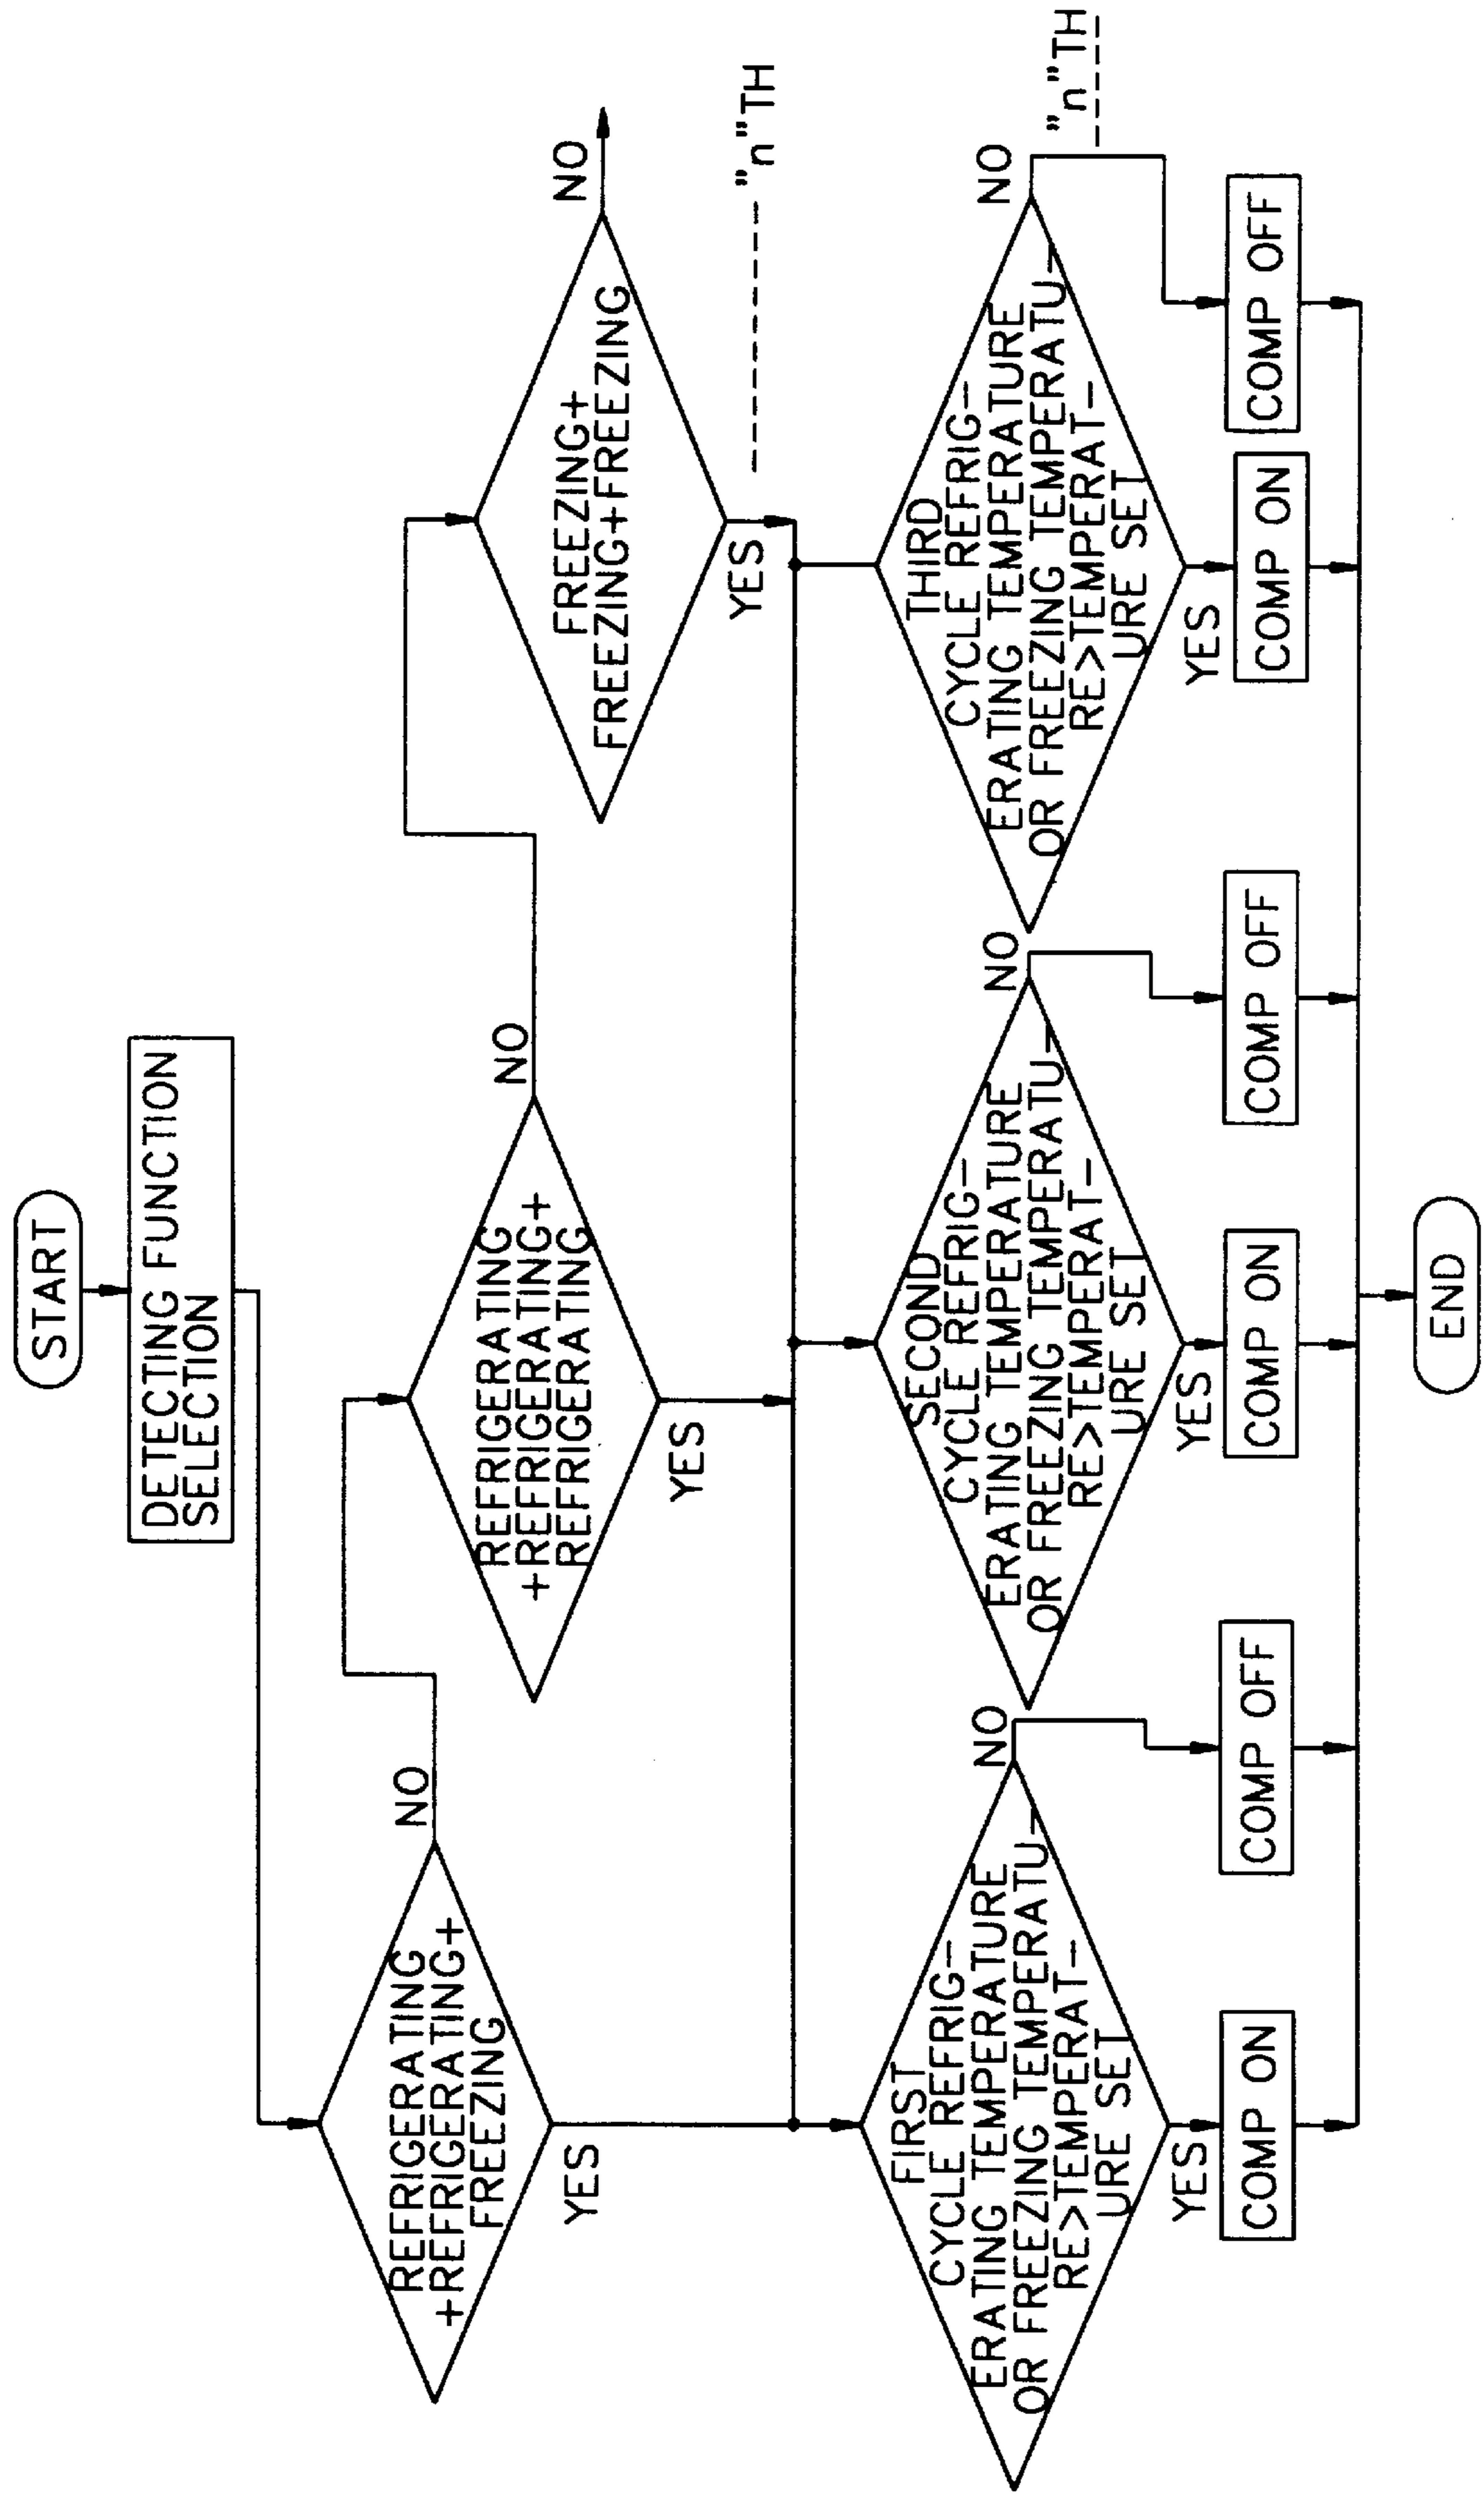 START
DETECTING FUNCTION
SELECTION
REFRIGERATING
+REFRIGERATING+
FREEZING
NO
YES
REFRIGERATING
+REFRIGERATING+
REFRIGERATING
NO
YES
FREEZING+
FREEZING+FREEZING
NO
YES
"n"TH
FIRST
CYCLE REFRIG-
ERATING TEMPERATURE
OR FREEZING TEMPERATU-
RE>TEMPERAT-
URE SET
NO
YES
COMP ON
COMP OFF
SECOND
CYCLE REFRIG-
ERATING TEMPERATURE
OR FREEZING TEMPERATU-
RE>TEMPERAT-
URE SET
NO
YES
COMP ON
COMP OFF
THIRD
CYCLE REFRIG-
ERATING TEMPERATURE
OR FREEZING TEMPERATU-
RE>TEMPERAT-
URE SET
NO
YES
COMP ON
COMP OFF
"n"TH
END